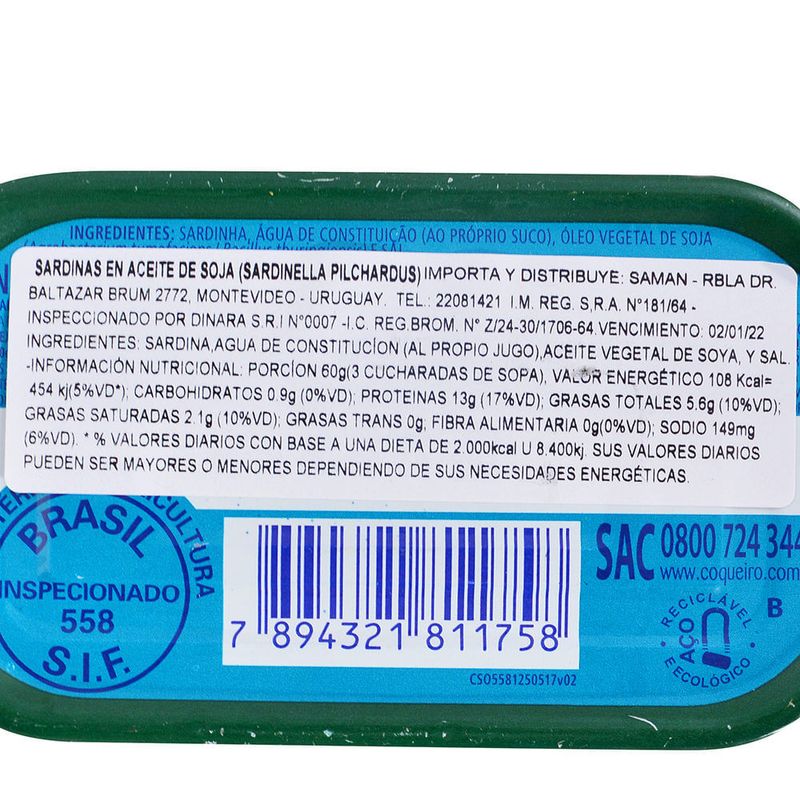 INGREDIENTES: SARDINHA, ÁGUA DE CONSTITUIÇÃO (AO PRÓPRIO SUCO), ÓLEO VEGETAL DE SOJA
SARDINAS EN ACEITE DE SOJA (SARDINELLA PILCHARDUS) IMPORTA Y DISTRIBUYE: SAMAN - RBLA DR.
BALTAZAR BRUM 2772, MONTEVIDEO - URUGUAY. TEL.: 22081421 I.M. REG. S,R.A. N°181/64 -
INSPECCIONADO POR DINARA S.R.I N°0007 -I.C. REG.BROM. N° Z/24-30/1706-64.VENCIMIENTO: 02/01/22
INGREDIENTES: SARDINA,AGUA DE CONSTITUCÍON (AL PROPIO JUGO),ACEITE VEGETAL DE SOYA, Y SAL.
-INFORMACIÓN NUTRICIONAL: PORCÍON 60g(3 CUCHARADAS DE SOPA), VALOR ENERGÉTICO 108 Kcal=
454 kj(5%VD*); CARBOHIDRATOS 0.9g (0%VD); PROTEINAS 13g (17%VD); GRASAS TOTALES 5.6g (10%VD);
GRASAS SATURADAS 2.1g (10%VD); GRASAS TRANS 0g; FIBRA ALIMENTARIA 0g(0%VD); SODIO 149mg
(6%VD). * % VALORES DIARIOS CON BASE A UNA DIETA DE 2.000kcal U 8.400kj. SUS VALORES DIARIOS
PUEDEN SER MAYORES O MENORES DEPENDIENDO DE SUS NECESIDADES ENERGÉTICAS.
BRASIL
INSPECIONADO
558
S.I.F.
7 894321 811758
CSO5581250517v02
SAC 0800 724 344
www.coqueiro.com
RECICLÁVEL
AÇO
E ECOLÓGICO
B